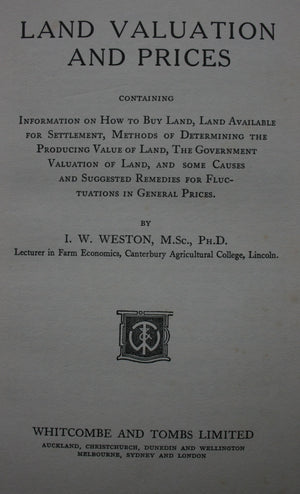 LAND VALUATION
AND PRICES
CONTAINING
INFORMATION ON HOW TO BUY LAND, LAND AVAILABLE
FOR SETTLEMENT, METHODS OF DETERMINING THE
PRODUCING VALUE OF LAND, THE GOVERNMENT
VALUATION OF LAND, AND SOME CAUSES
AND SUGGESTED REMEDIES FOR FLUC-
TUATIONS IN GENERAL PRICES.
BY
I. W. WESTON, M.Sc., Ph.D.
Lecturer in Farm Economics, Canterbury Agricultural College, Lincoln.
WHITCOMBE AND TOMBS LIMITED
AUCKLAND, CHRISTCHURCH, DUNEDIN AND WELLINGTON
MELBOURNE, SYDNEY AND LONDON